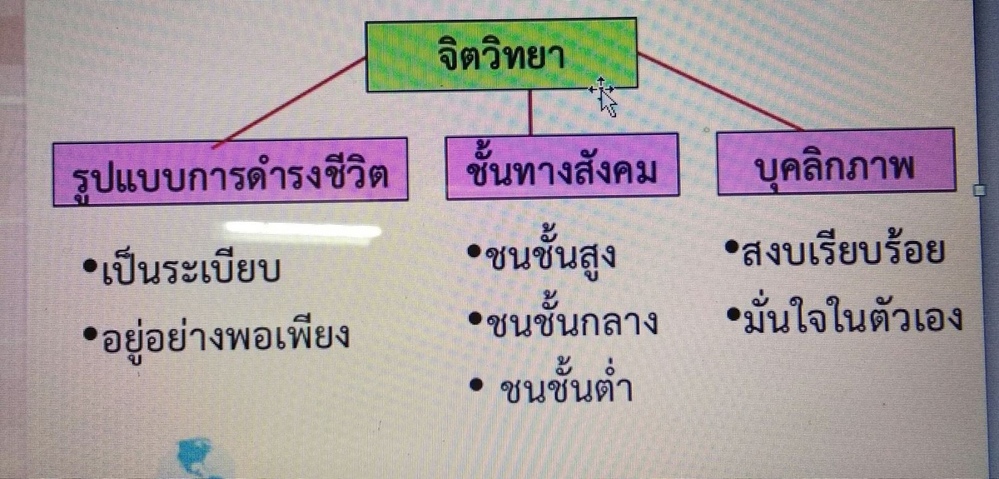 จิตวิทยา
รูปแบบการดำรงชีวิต
ชั้นทางสังคม
บุคลิกภาพ
•เป็นระเบียบ
•อยู่อย่างพอเพียง
•ชนชั้นสูง
•ชนชั้นกลาง
• ชนชั้นต่ำ
•สงบเรียบร้อย
•มั่นใจในตัวเอง